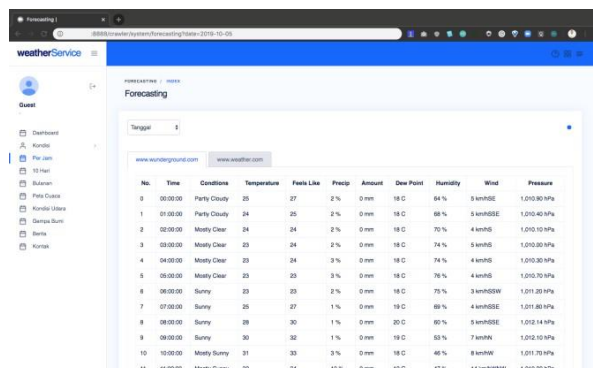 Forecasting |
:8888/crawler/system/forecasting?date=2019-10-05
weatherService
FORECASTING | INDEX
Forecasting
Guest
Dashboard
Kondisi
Per Jam
10 Hari
Bulanan
Peta Cuaca
Kondisi Udara
Gempa Bumi
Berita
Kontak
Tanggal
www.wunderground.com www.weather.com
No. Time Conditions Temperature Feels Like Precip Amount Dew Point Humidity Wind Pressure
0 00:00:00 Partly Cloudy 25 27 2 % 0 mm 18 C 64 % 5 km/hSE 1,010.90 hPa
1 01:00:00 Partly Cloudy 24 25 2 % 0 mm 18 C 68 % 5 km/hSSE 1,010.40 hPa
2 02:00:00 Mostly Clear 24 24 2 % 0 mm 18 C 70 % 4 km/hS 1,010.10 hPa
3 03:00:00 Mostly Clear 23 24 2 % 0 mm 18 C 74 % 5 km/hS 1,010.00 hPa
4 04:00:00 Mostly Clear 23 23 3 % 0 mm 18 C 74 % 4 km/hS 1,010.30 hPa
5 05:00:00 Mostly Clear 23 23 3 % 0 mm 18 C 76 % 4 km/hS 1,010.70 hPa
6 06:00:00 Sunny 23 23 2 % 0 mm 18 C 75 % 3 km/hSSW 1,011.20 hPa
7 07:00:00 Sunny 25 27 1 % 0 mm 19 C 69 % 4 km/hSSE 1,011.80 hPa
8 08:00:00 Sunny 28 30 1 % 0 mm 20 C 60 % 5 km/hSSE 1,012.14 hPa
9 09:00:00 Sunny 30 32 1 % 0 mm 19 C 53 % 7 km/hN 1,012.10 hPa
10 10:00:00 Mostly Sunny 31 33 3 % 0 mm 18 C 46 % 8 km/hW 1,011.70 hPa